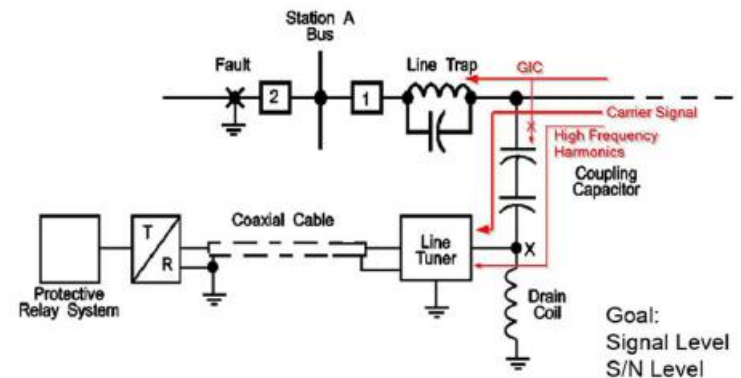 Station A
Bus
Fault
Line Trap
GIC
2
1
Carrier Signal
X
High Frequency
Harmonics
Coupling
Capacitor
Coaxial Cable
T
R
Line
Tuner
X
Protective
Relay System
Drain
Coil
Goal:
Signal Level
S/N Level